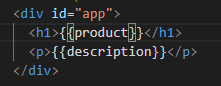 <div id="app">
<h1>{{product}}</h1>
<p>{{description}}</p>
</div>